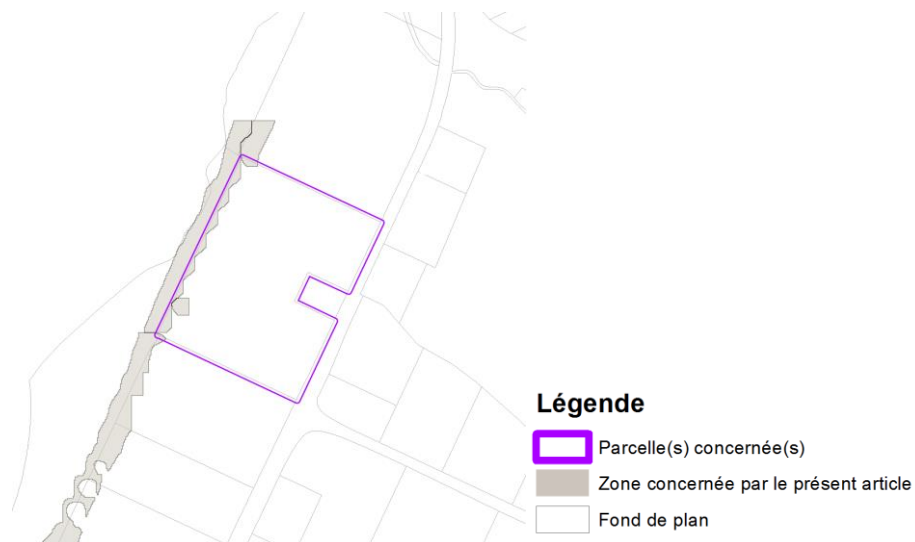 Légende
Parcelle(s) concernée(s)
Zone concernée par le présent article
Fond de plan